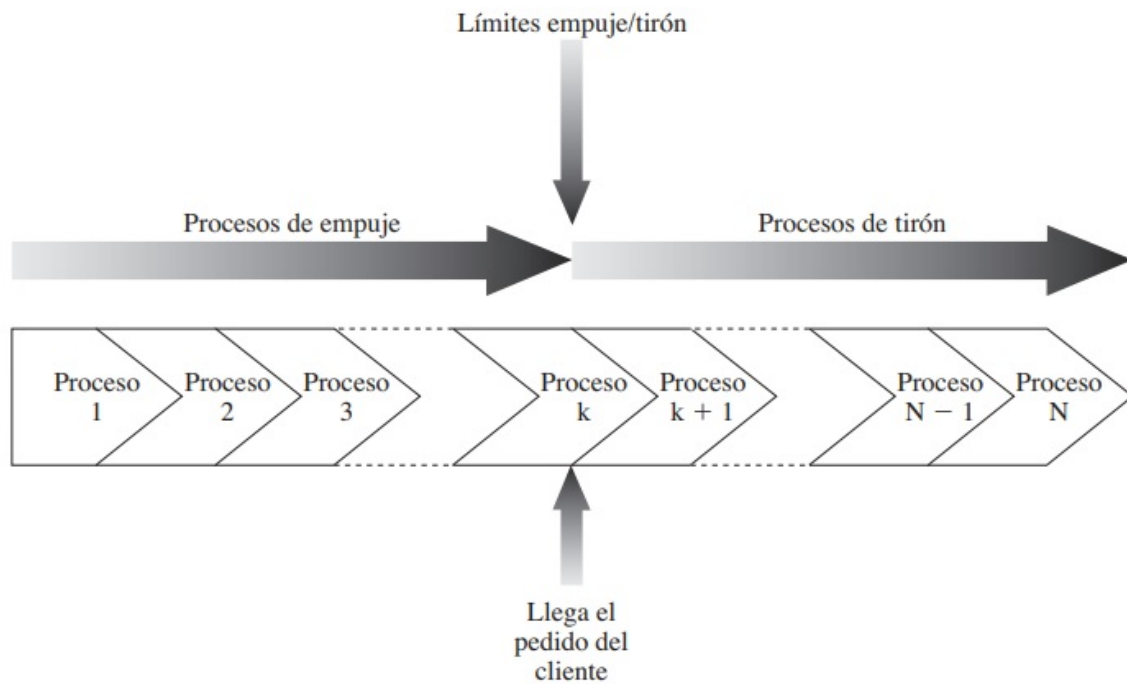 Límites empuje/tirón
Procesos de empuje
Procesos de tirón
Proceso
1
Proceso
2
Proceso
3
Proceso
k
Proceso
k + 1
Proceso
N − 1
Proceso
N
Llega el
pedido del
cliente